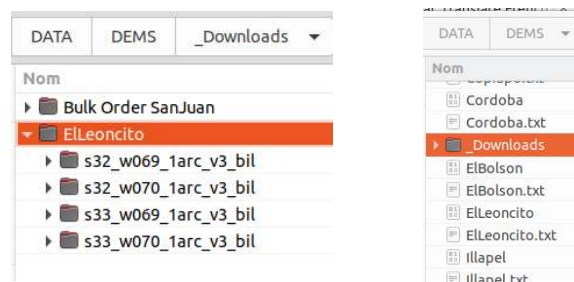 DATA DEMS _Downloads
Nom
Bulk Order SanJuan
ElLeoncito
s32_w069_1arc_v3_bil
s32_w070_1arc_v3_bil
s33_w069_1arc_v3_bil
s33_w070_1arc_v3_bil
DATA DEMS
Nom
Cordoba
Cordoba.txt
_Downloads
ElBolson
ElBolson.txt
ElLeoncito
ElLeoncito.txt
Illapel
Illapel.txt